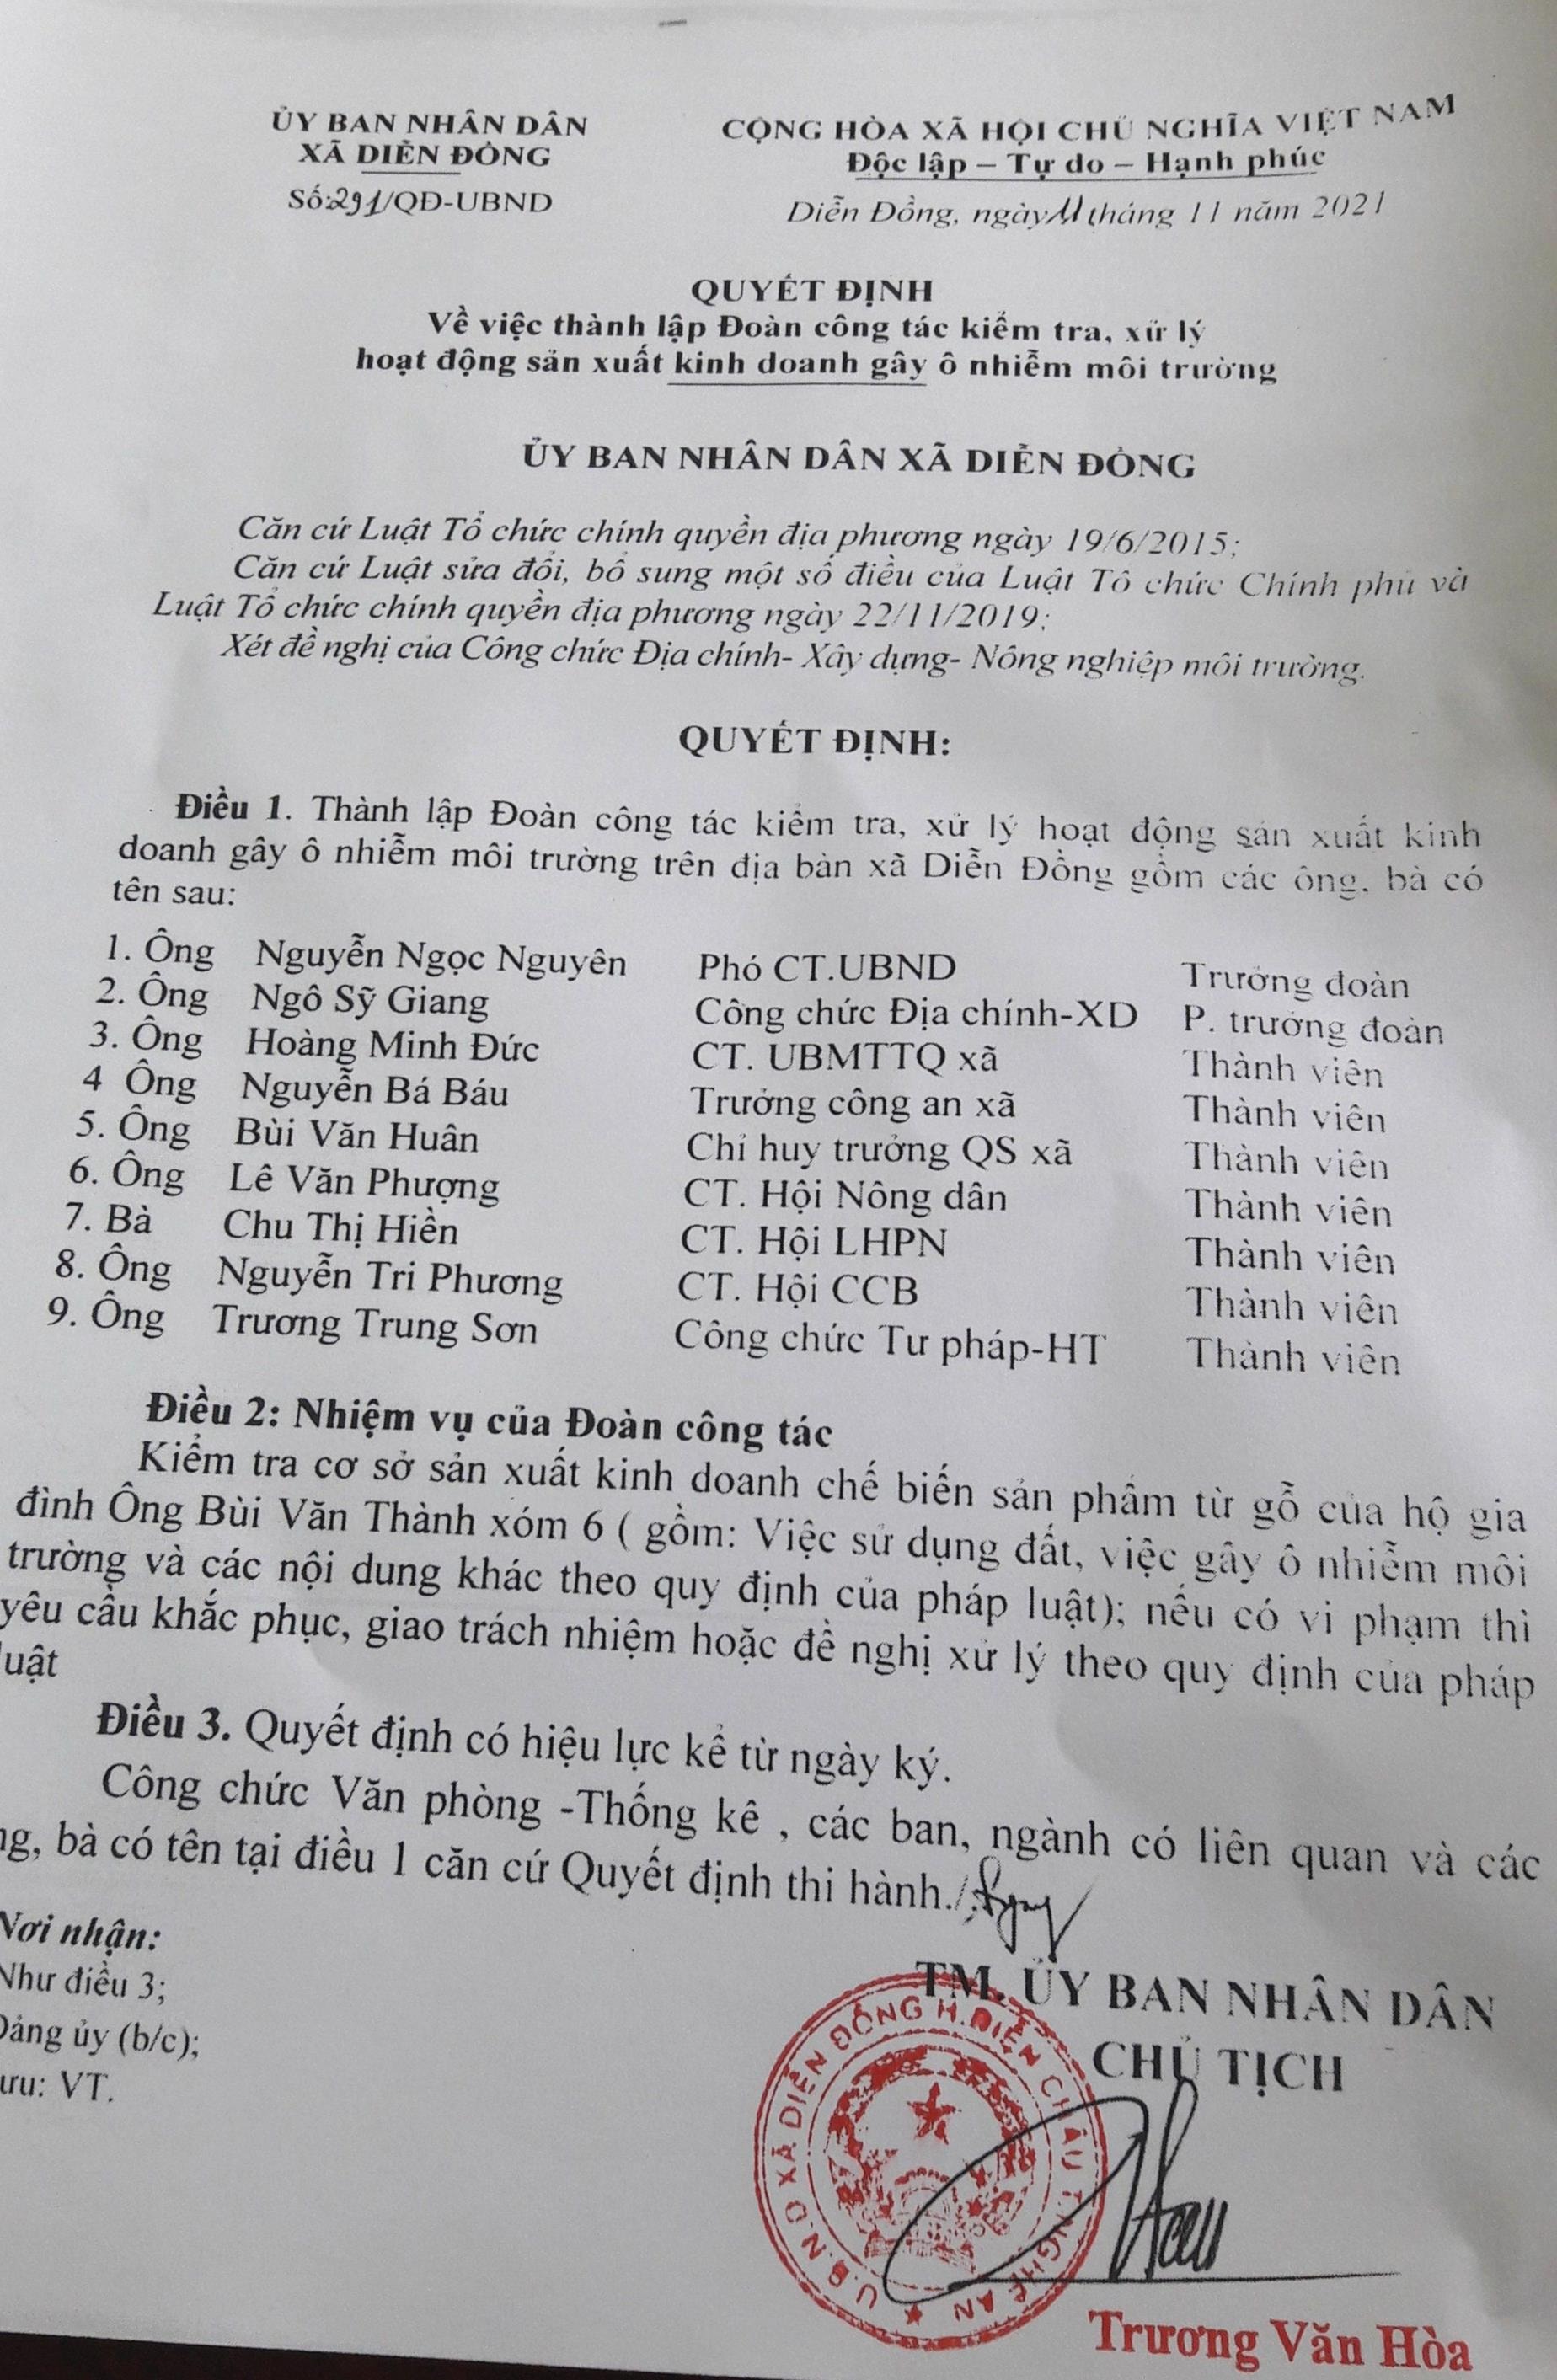 ỦY BAN NHÂN DÂN
XÃ DIỄN ĐỒNG
Số:291/QĐ-UBND
CỘNG HÒA XÃ HỘI CHỦ NGHĨA VIỆT NAM
Độc lập – Tự do – Hạnh phúc
Diễn Đồng, ngày 11 tháng 11 năm 2021
QUYẾT ĐỊNH
Về việc thành lập Đoàn công tác kiểm tra, xử lý
hoạt động sản xuất kinh doanh gây ô nhiễm môi trường
ỦY BAN NHÂN DÂN XÃ DIỄN ĐỒNG
Căn cứ Luật Tổ chức chính quyền địa phương ngày 19/6/2015;
Căn cứ Luật sửa đổi, bổ sung một số điều của Luật Tổ chức Chính phủ và
Luật Tổ chức chính quyền địa phương ngày 22/11/2019;
Xét đề nghị của Công chức Địa chính- Xây dựng- Nông nghiệp môi trường.
QUYẾT ĐỊNH:
Điều 1. Thành lập Đoàn công tác kiểm tra, xử lý hoạt động sản xuất kinh
doanh gây ô nhiễm môi trường trên địa bàn xã Diễn Đồng gồm các ông, bà có
tên sau:
1. Ông Nguyễn Ngọc Nguyên Phó CT.UBND Trưởng đoàn
2. Ông Ngô Sỹ Giang Công chức Địa chính-XD P. trưởng đoàn
3. Ông Hoàng Minh Đức CT. UBMTTQ xã Thành viên
4 Ông Nguyễn Bá Báu Trưởng công an xã Thành viên
5. Ông Bùi Văn Huân Chỉ huy trưởng QS xã Thành viên
6. Ông Lê Văn Phượng CT. Hội Nông dân Thành viên
7. Bà Chu Thị Hiền CT. Hội LHPN Thành viên
8. Ông Nguyễn Tri Phương CT. Hội CCB Thành viên
9. Ông Trương Trung Sơn Công chức Tư pháp-HT Thành viên
Điều 2: Nhiệm vụ của Đoàn công tác
Kiểm tra cơ sở sản xuất kinh doanh chế biến sản phẩm từ gỗ của hộ gia
đình Ông Bùi Văn Thành xóm 6 ( gồm: Việc sử dụng đất, việc gây ô nhiễm môi
trường và các nội dung khác theo quy định của pháp luật); nếu có vi phạm thì
yêu cầu khắc phục, giao trách nhiệm hoặc đề nghị xử lý theo quy định của pháp
luật
Điều 3. Quyết định có hiệu lực kể từ ngày ký.
Công chức Văn phòng -Thống kê , các ban, ngành có liên quan và các
ng, bà có tên tại điều 1 căn cứ Quyết định thi hành./.
Nơi nhận:
Như điều 3;
Đảng ủy (b/c);
ưu: VT.
TM. ỦY BAN NHÂN DÂN
CHỦ TỊCH
U.B.N.D XÃ DIỄN ĐỒNG H.DIỄN CHÂU T.NGHỆ AN
Trương Văn Hòa